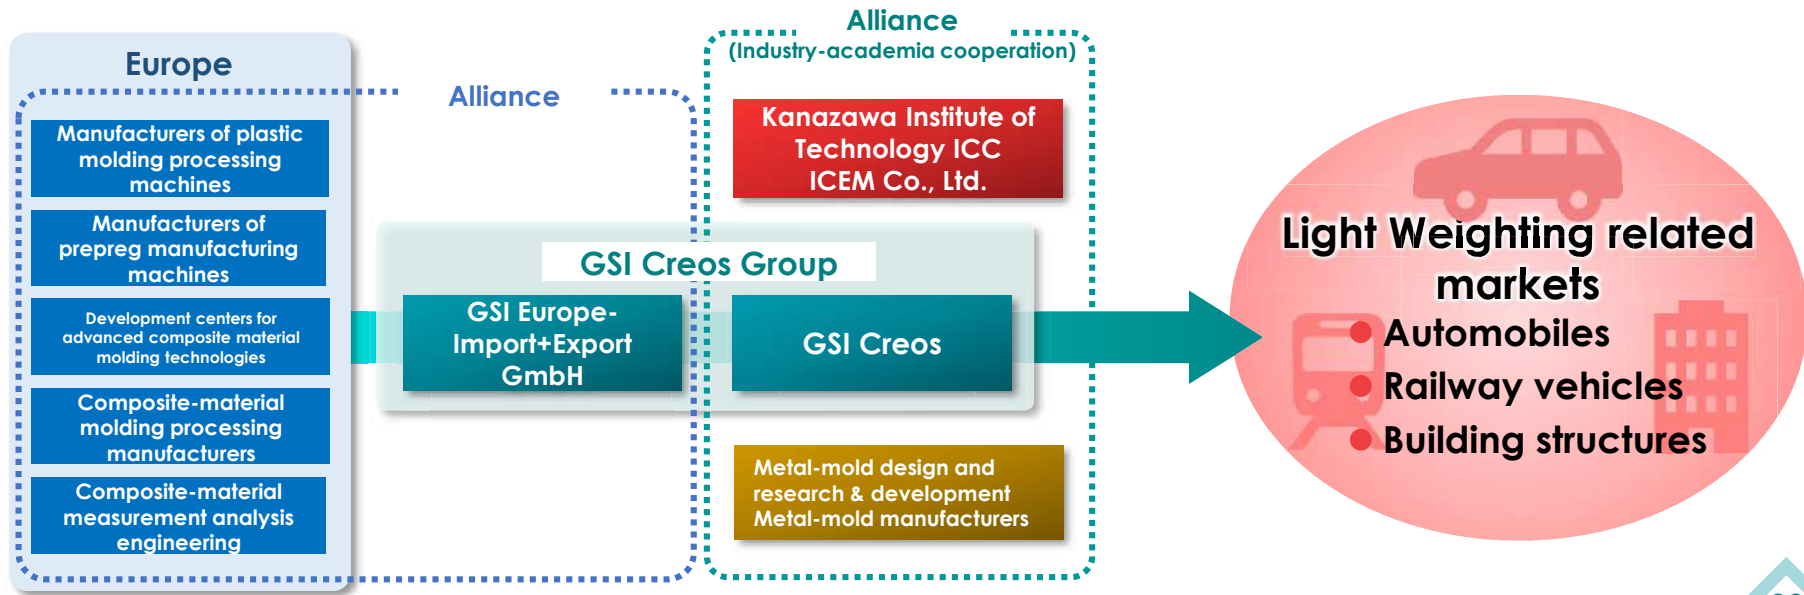 Europe
Alliance
Manufacturers of plastic
molding processing
machines
Manufacturers of
prepreg manufacturing
machines
Development centers for
advanced composite material
molding technologies
Composite-material
molding processing
manufacturers
Composite-material
measurement analysis
engineering
GSI Creos Group
GSI Europe-
Import+Export
GmbH
GSI Creos
Alliance
(Industry-academia cooperation)
Kanazawa Institute of
Technology ICC
ICEM Co., Ltd.
Metal-mold design and
research & development
Metal-mold manufacturers
Light Weighting related
markets
● Automobiles
● Railway vehicles
● Building structures